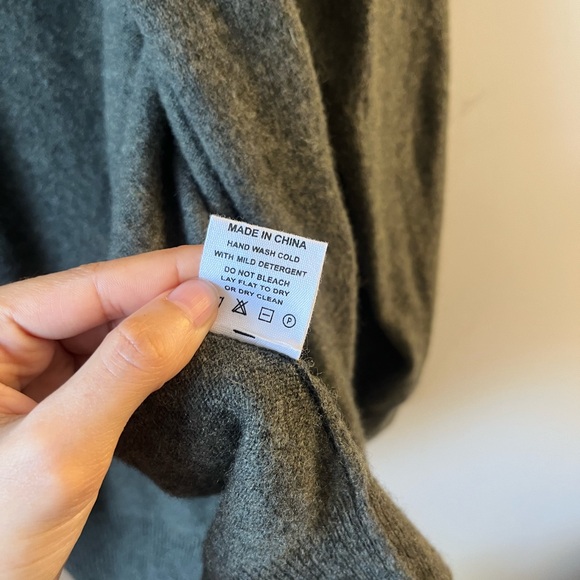 MADE IN CHINA
HAND WASH COLD
WITH MILD DETERGENT
DO NOT BLEACH
LAY FLAT TO DRY
OR DRY CLEAN
P